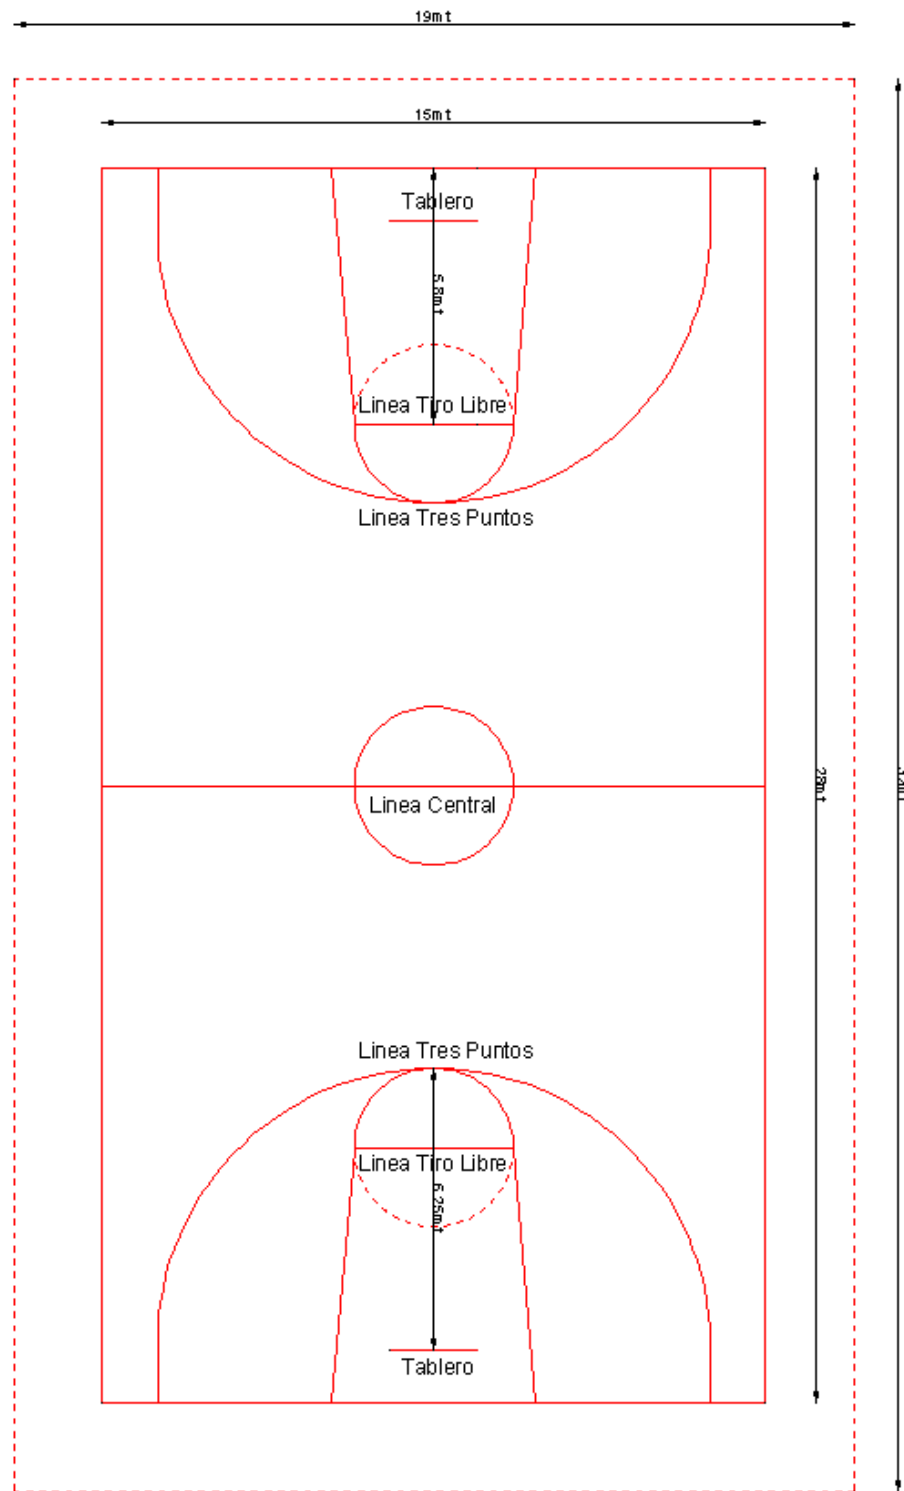 19mt
15mt
Tablero
5.8mt
Linea Tiro Libre
Linea Tres Puntos
28mt
Linea Central
Linea Tres Puntos
Linea Tiro Libre
6.25mt
Tablero